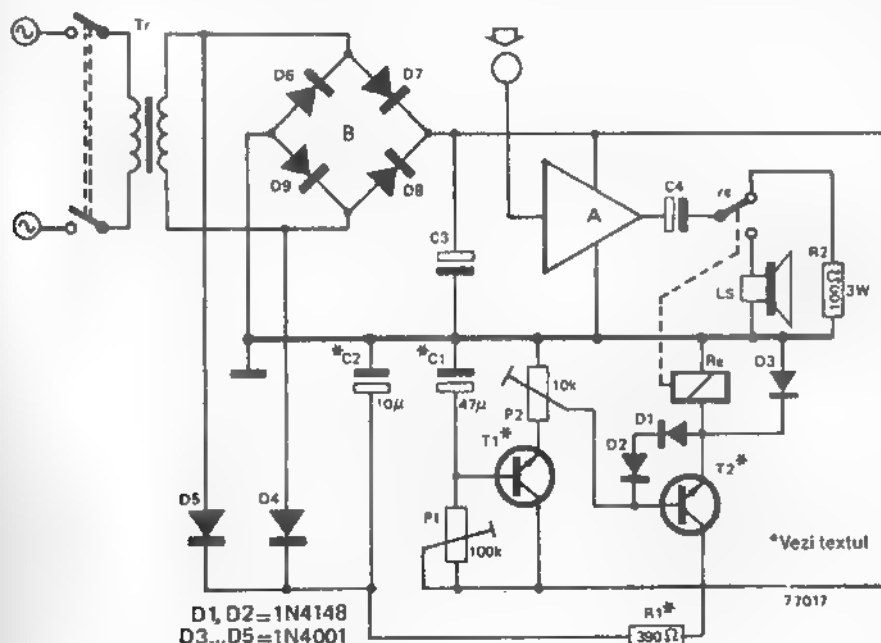 Tr
D6
D7
B
D9
D8
C3
A
C4
re
R2
100Ω
3W
LS
*C2
10μ
*C1
47μ
10k
P2
T1*
Re
D3
D1
D2
T2*
D5
D4
P1
100k
*Vezi textul
77017
D1, D2=1N4148
D3...D5=1N4001
R1*
390Ω